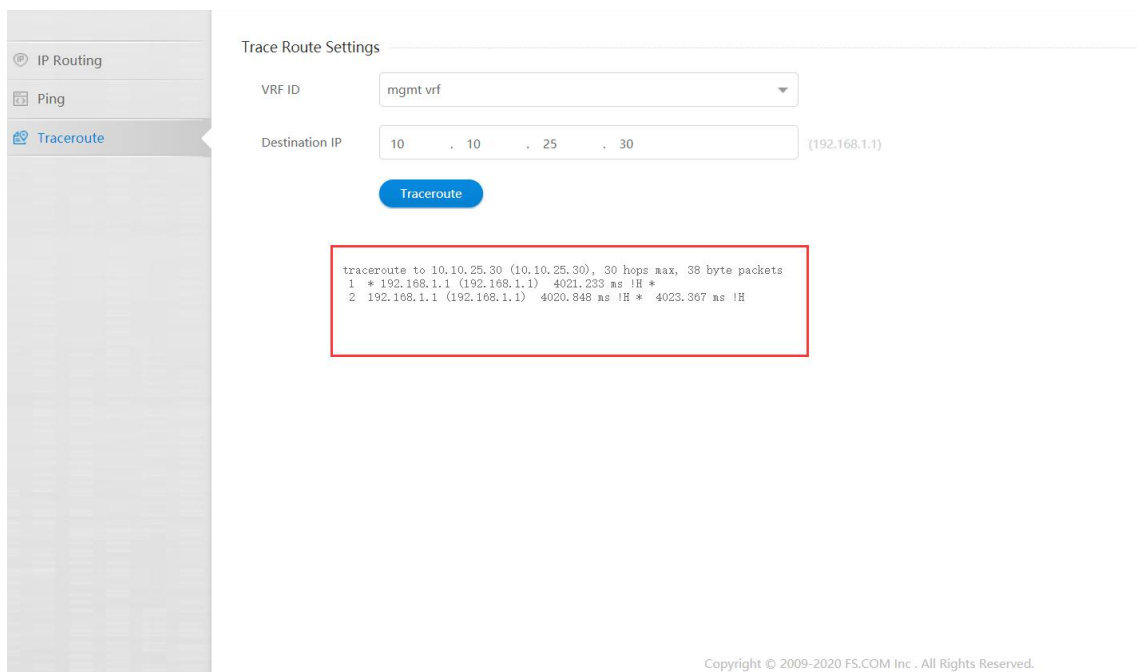 Trace Route Settings
IP Routing
VRF ID mgmt vrf
Ping
Traceroute
Destination IP 10 . 10 . 25 . 30 (192.168.1.1)
Traceroute
traceroute to 10.10.25.30 (10.10.25.30), 30 hops max, 38 byte packets
1 * 192.168.1.1 (192.168.1.1) 4021.233 ms !H *
2 192.168.1.1 (192.168.1.1) 4020.848 ms !H * 4023.367 ms !H
Copyright © 2009-2020 FS.COM Inc . All Rights Reserved.